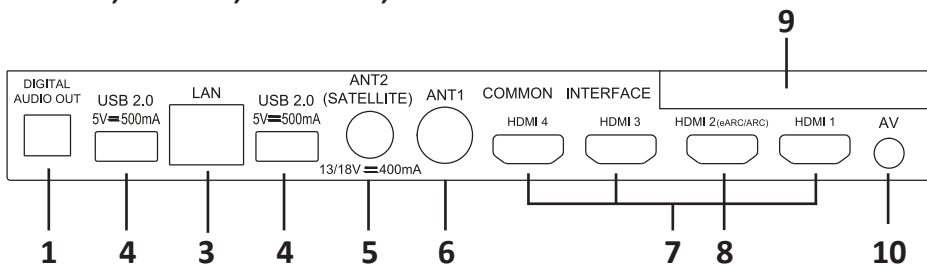 9
DIGITAL
AUDIO OUT
USB 2.0
5V⎓500mA
LAN
USB 2.0
5V⎓500mA
ANT2
(SATELLITE)
13/18V⎓400mA
ANT1
COMMON INTERFACE
HDMI 4
HDMI 3
HDMI 2(eARC/ARC)
HDMI 1
AV
1 4 3 4 5 6 7 8 10